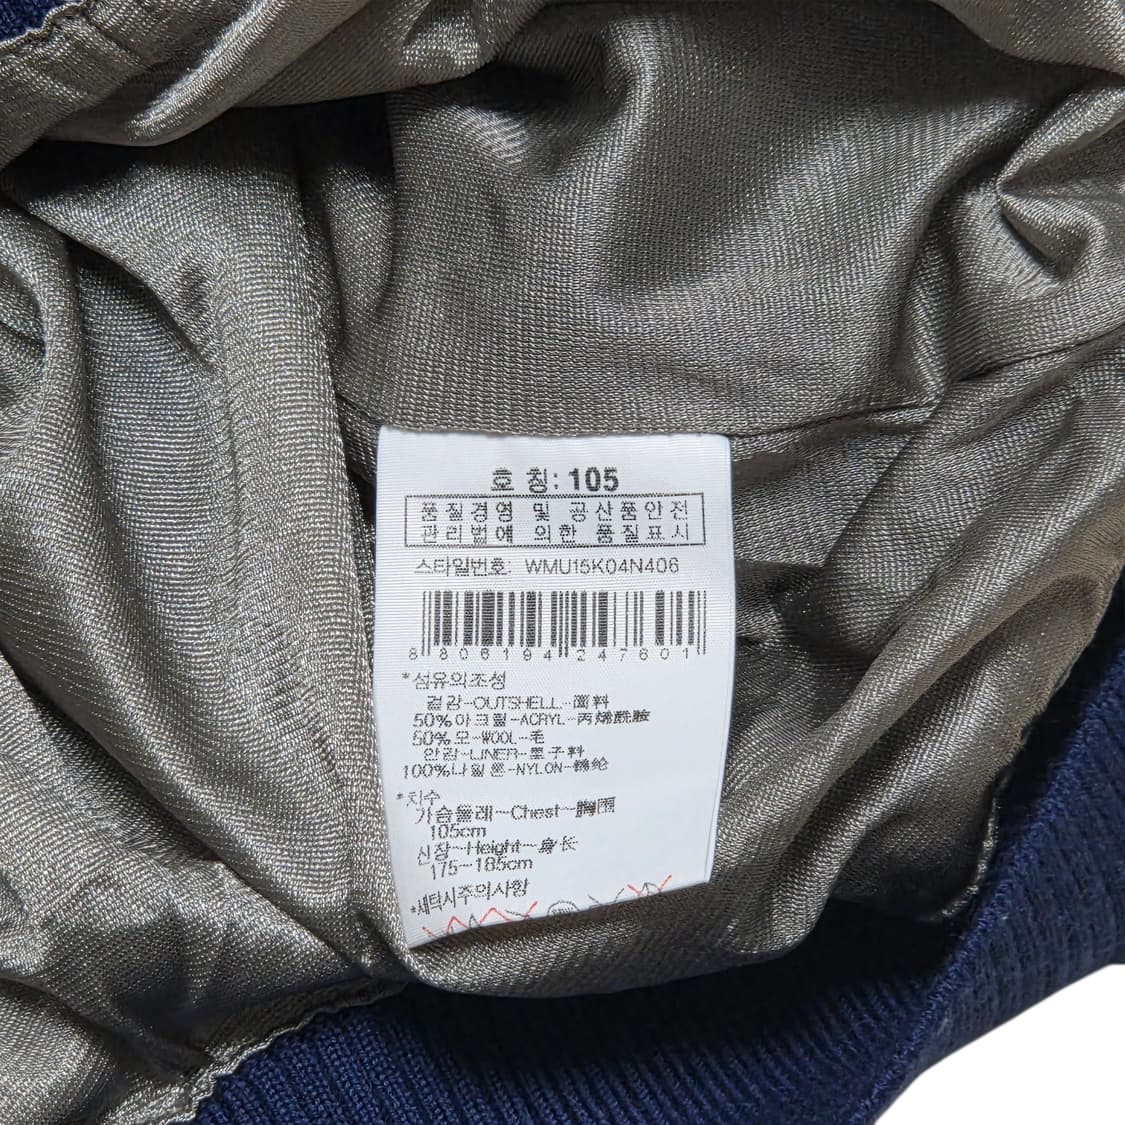 호 칭: 105
품질경영 및 공산품안전
관리법에 의한 품질표시
스타일번호: WMU15K04N406
8 806194 247601
*섬유의조성
겉감-OUTSHELL-面料
50%아크릴-ACRYL-丙烯酰胺
50%모-WOOL-毛
안감-LINER-里子料
100%나일론-NYLON-锦纶
*치수
가슴둘레-Chest-胸围
105cm
신장-Height-身长
175-185cm
*세탁시주의사항